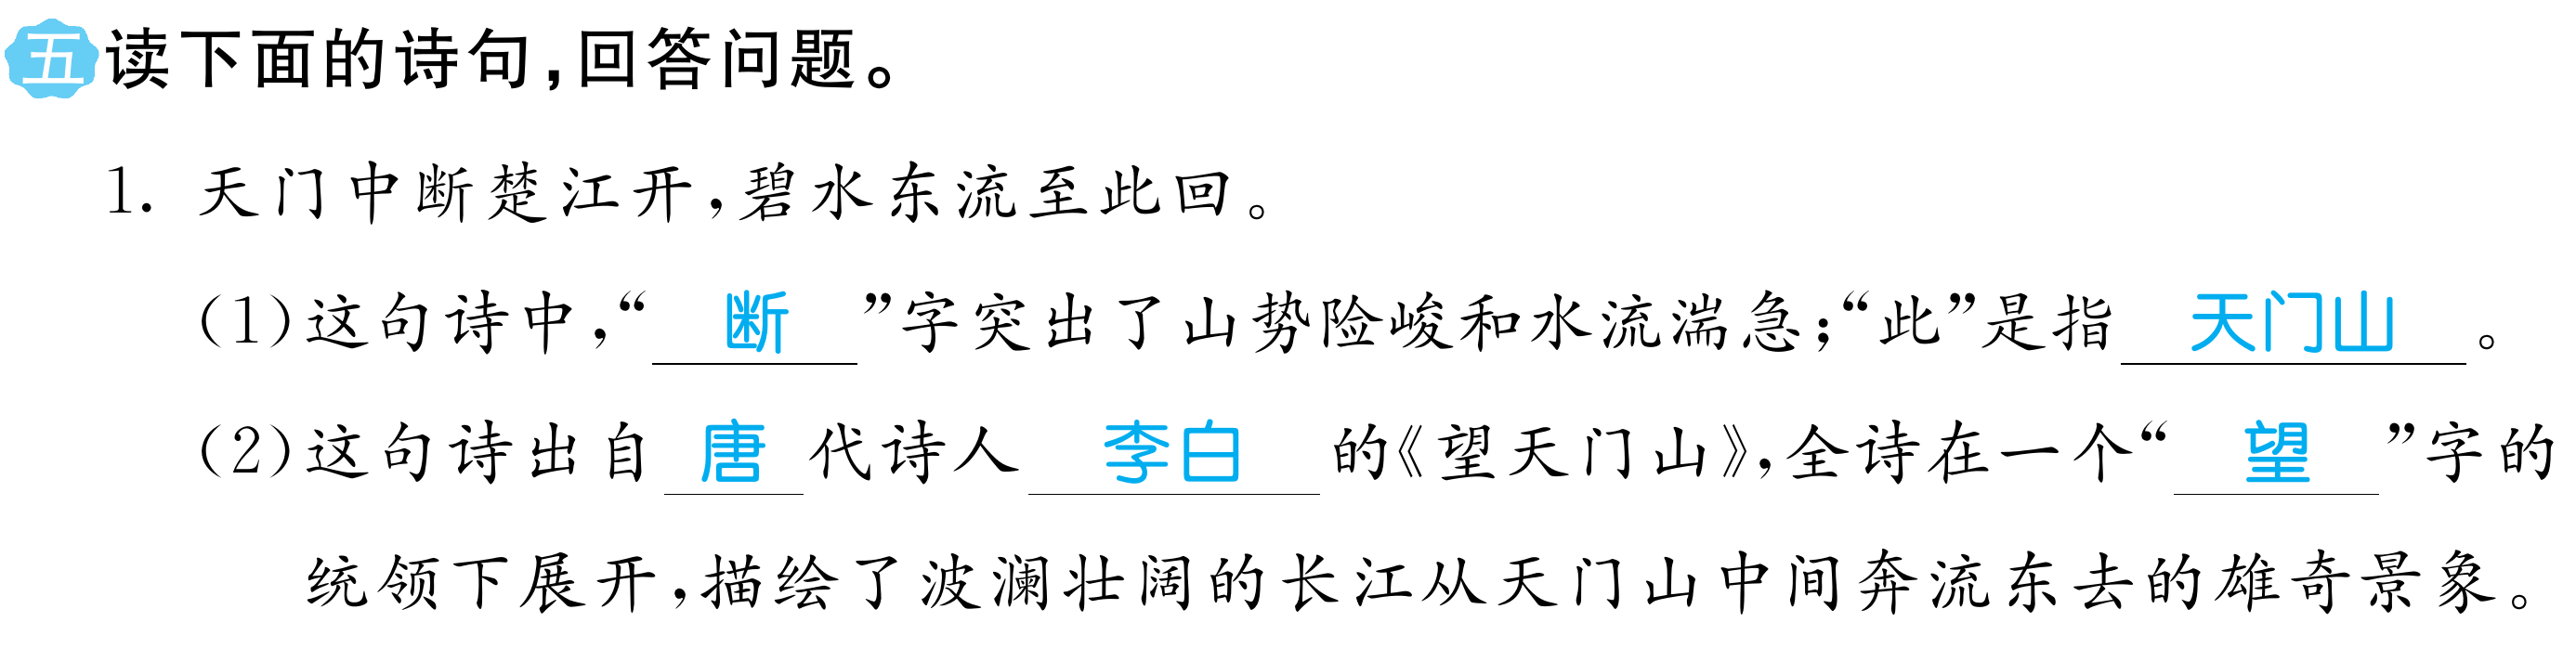 五 读下面的诗句,回答问题。
1. 天门中断楚江开,碧水东流至此回。
(1)这句诗中,“ 断 ”字突出了山势险峻和水流湍急;“此”是指 天门山 。
(2)这句诗出自 唐 代诗人 李白 的《望天门山》,全诗在一个“ 望 ”字的
统领下展开,描绘了波澜壮阔的长江从天门山中间奔流东去的雄奇景象。